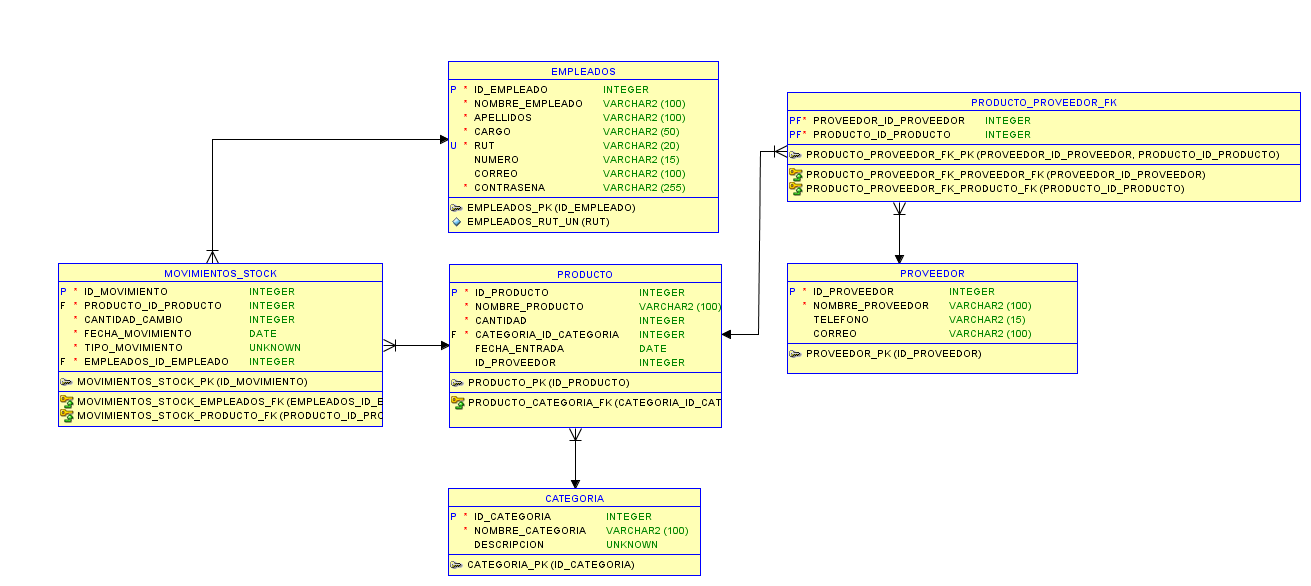 EMPLEADOS
P * ID_EMPLEADO INTEGER
* NOMBRE_EMPLEADO VARCHAR2 (100)
* APELLIDOS VARCHAR2 (100)
* CARGO VARCHAR2 (50)
U * RUT VARCHAR2 (20)
NUMERO VARCHAR2 (15)
CORREO VARCHAR2 (100)
* CONTRASENA VARCHAR2 (255)
EMPLEADOS_PK (ID_EMPLEADO)
EMPLEADOS_RUT_UN (RUT)
PRODUCTO_PROVEEDOR_FK
PF* PROVEEDOR_ID_PROVEEDOR INTEGER
PF* PRODUCTO_ID_PRODUCTO INTEGER
PRODUCTO_PROVEEDOR_FK_PK (PROVEEDOR_ID_PROVEEDOR, PRODUCTO_ID_PRODUCTO)
PRODUCTO_PROVEEDOR_FK_PROVEEDOR_FK (PROVEEDOR_ID_PROVEEDOR)
PRODUCTO_PROVEEDOR_FK_PRODUCTO_FK (PRODUCTO_ID_PRODUCTO)
MOVIMIENTOS_STOCK
P * ID_MOVIMIENTO INTEGER
F * PRODUCTO_ID_PRODUCTO INTEGER
* CANTIDAD_CAMBIO INTEGER
* FECHA_MOVIMIENTO DATE
* TIPO_MOVIMIENTO UNKNOWN
F * EMPLEADOS_ID_EMPLEADO INTEGER
MOVIMIENTOS_STOCK_PK (ID_MOVIMIENTO)
MOVIMIENTOS_STOCK_EMPLEADOS_FK (EMPLEADOS_ID_E
MOVIMIENTOS_STOCK_PRODUCTO_FK (PRODUCTO_ID_PRO
PRODUCTO
P * ID_PRODUCTO INTEGER
* NOMBRE_PRODUCTO VARCHAR2 (100)
* CANTIDAD INTEGER
F * CATEGORIA_ID_CATEGORIA INTEGER
FECHA_ENTRADA DATE
ID_PROVEEDOR INTEGER
PRODUCTO_PK (ID_PRODUCTO)
PRODUCTO_CATEGORIA_FK (CATEGORIA_ID_CAT
PROVEEDOR
P * ID_PROVEEDOR INTEGER
* NOMBRE_PROVEEDOR VARCHAR2 (100)
TELEFONO VARCHAR2 (15)
CORREO VARCHAR2 (100)
PROVEEDOR_PK (ID_PROVEEDOR)
CATEGORIA
P * ID_CATEGORIA INTEGER
* NOMBRE_CATEGORIA VARCHAR2 (100)
DESCRIPCION UNKNOWN
CATEGORIA_PK (ID_CATEGORIA)